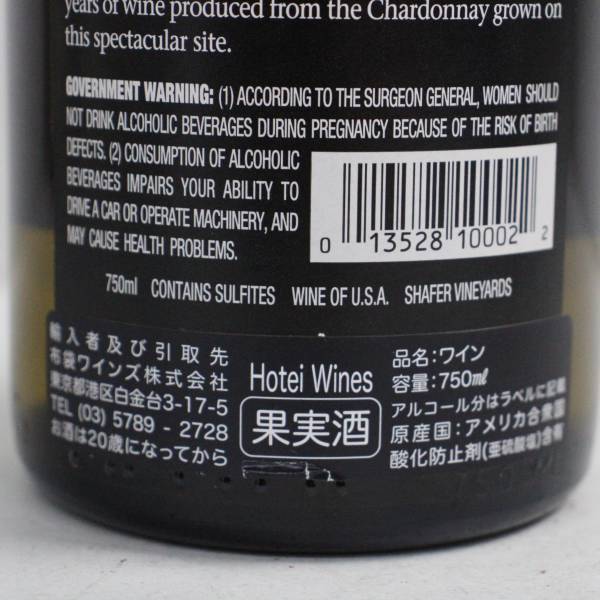 years of wine produced from the Chardonnay grown on
this spectacular site.
GOVERNMENT WARNING: (1) ACCORDING TO THE SURGEON GENERAL, WOMEN SHOULD
NOT DRINK ALCOHOLIC BEVERAGES DURING PREGNANCY BECAUSE OF THE RISK OF BIRTH
DEFECTS. (2) CONSUMPTION OF ALCOHOLIC
BEVERAGES IMPAIRS YOUR ABILITY TO
DRIVE A CAR OR OPERATE MACHINERY, AND
MAY CAUSE HEALTH PROBLEMS.
0 13528 10002 2
750ml CONTAINS SULFITES WINE OF U.S.A. SHAFER VINEYARDS
輸入者及び引取先
布袋ワインズ株式会社
東京都港区白金台3-17-5
TEL (03) 5789-2728
お酒は20歳になってから
Hotei Wines
果実酒
品名:ワイン
容量:750㎖
アルコール分はラベルに記載
原産国:アメリカ合衆国
酸化防止剤(亜硫酸塩)含有